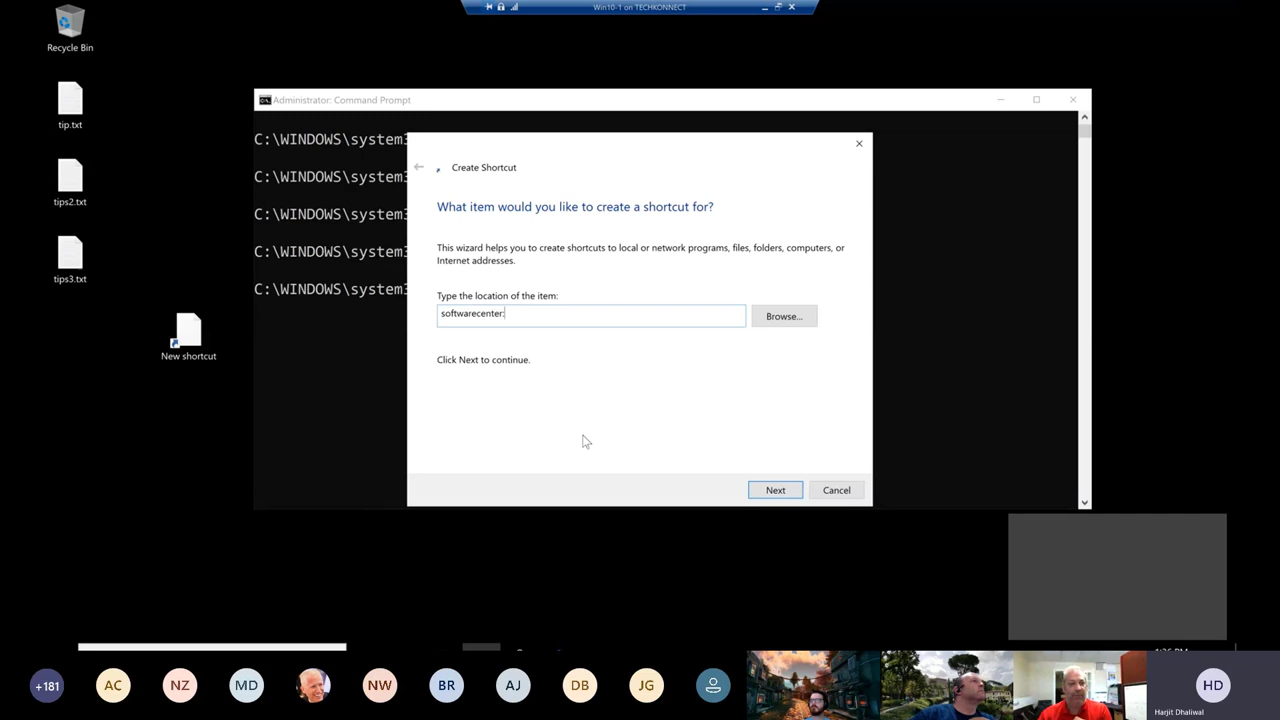 Win10-1 on TECHKONNECT
Recycle Bin
tip.txt
tips2.txt
tips3.txt
New shortcut
Administrator: Command Prompt
C:\WINDOWS\system3
C:\WINDOWS\system3
C:\WINDOWS\system3
C:\WINDOWS\system3
C:\WINDOWS\system3
Create Shortcut
What item would you like to create a shortcut for?
This wizard helps you to create shortcuts to local or network programs, files, folders, computers, or
Internet addresses.
Type the location of the item:
softwarecenter:
Browse...
Click Next to continue.
Next
Cancel
+181
AC
NZ
MD
NW
BR
AJ
DB
JG
HD
Harjit Dhaliwal